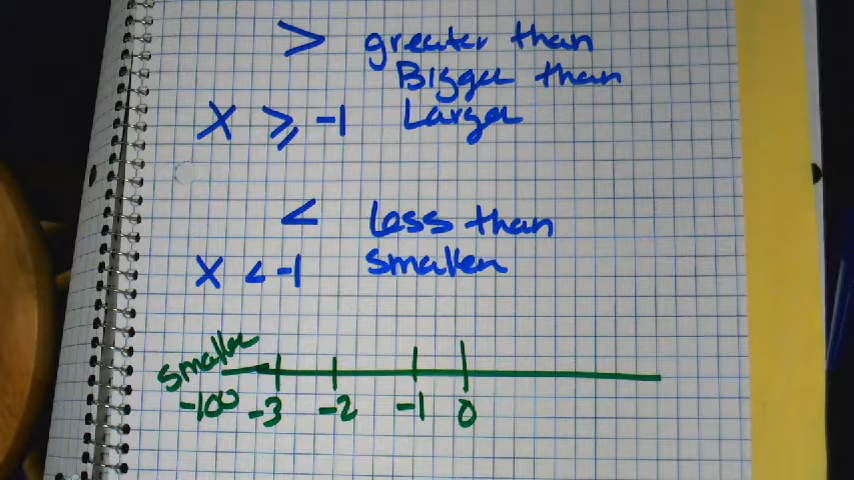 > greater than
Bigger than
X ⩾ -1 Larger
< less than
X < -1 smaller
smaller
-100 -3 -2 -1 0